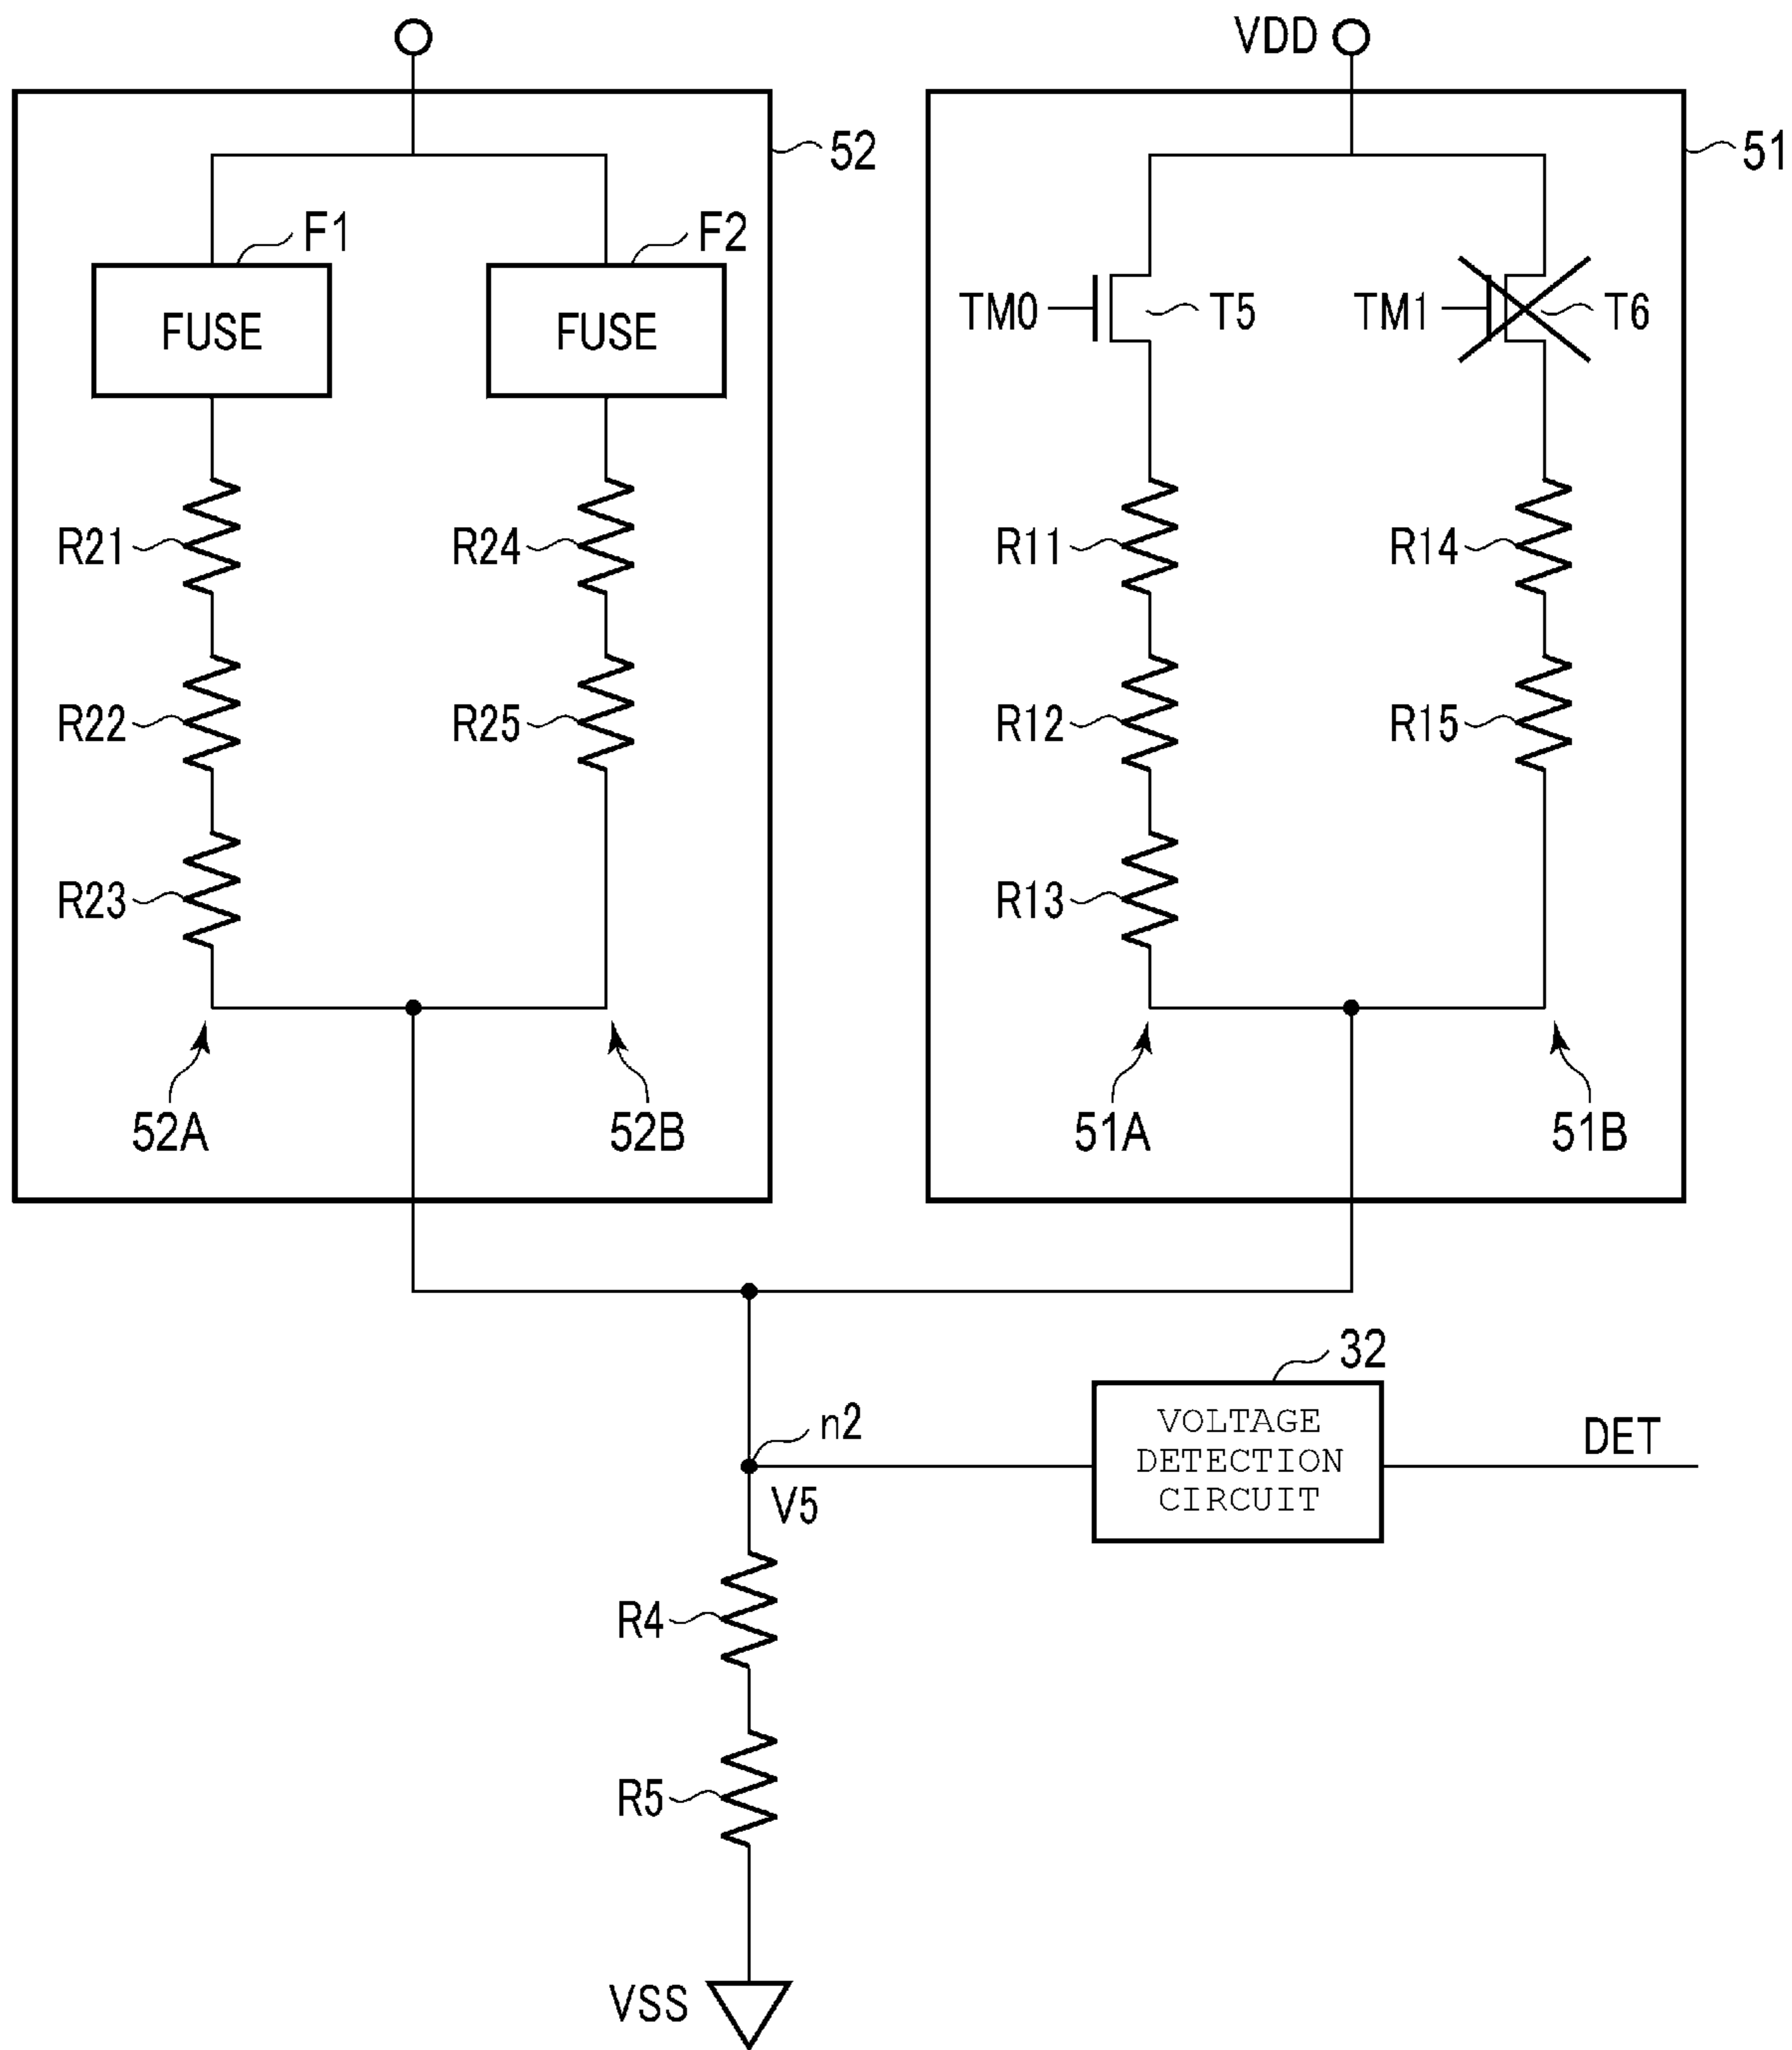 VDD
52
51
F1
F2
FUSE
FUSE
TM0
T5
TM1
T6
R21
R24
R11
R14
R22
R25
R12
R15
R23
R13
52A
52B
51A
51B
32
n2
VOLTAGE
DETECTION
CIRCUIT
DET
V5
R4
R5
VSS